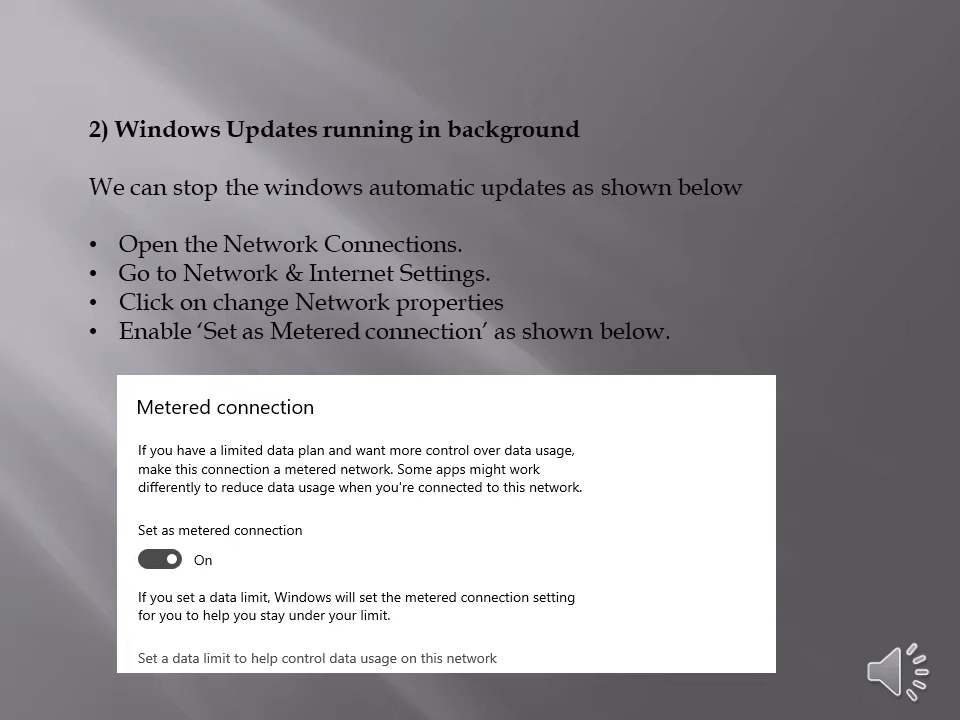 2) Windows Updates running in background
We can stop the windows automatic updates as shown below
• Open the Network Connections.
• Go to Network & Internet Settings.
• Click on change Network properties
• Enable ‘Set as Metered connection’ as shown below.
Metered connection
If you have a limited data plan and want more control over data usage,
make this connection a metered network. Some apps might work
differently to reduce data usage when you're connected to this network.
Set as metered connection
On
If you set a data limit, Windows will set the metered connection setting
for you to help you stay under your limit.
Set a data limit to help control data usage on this network